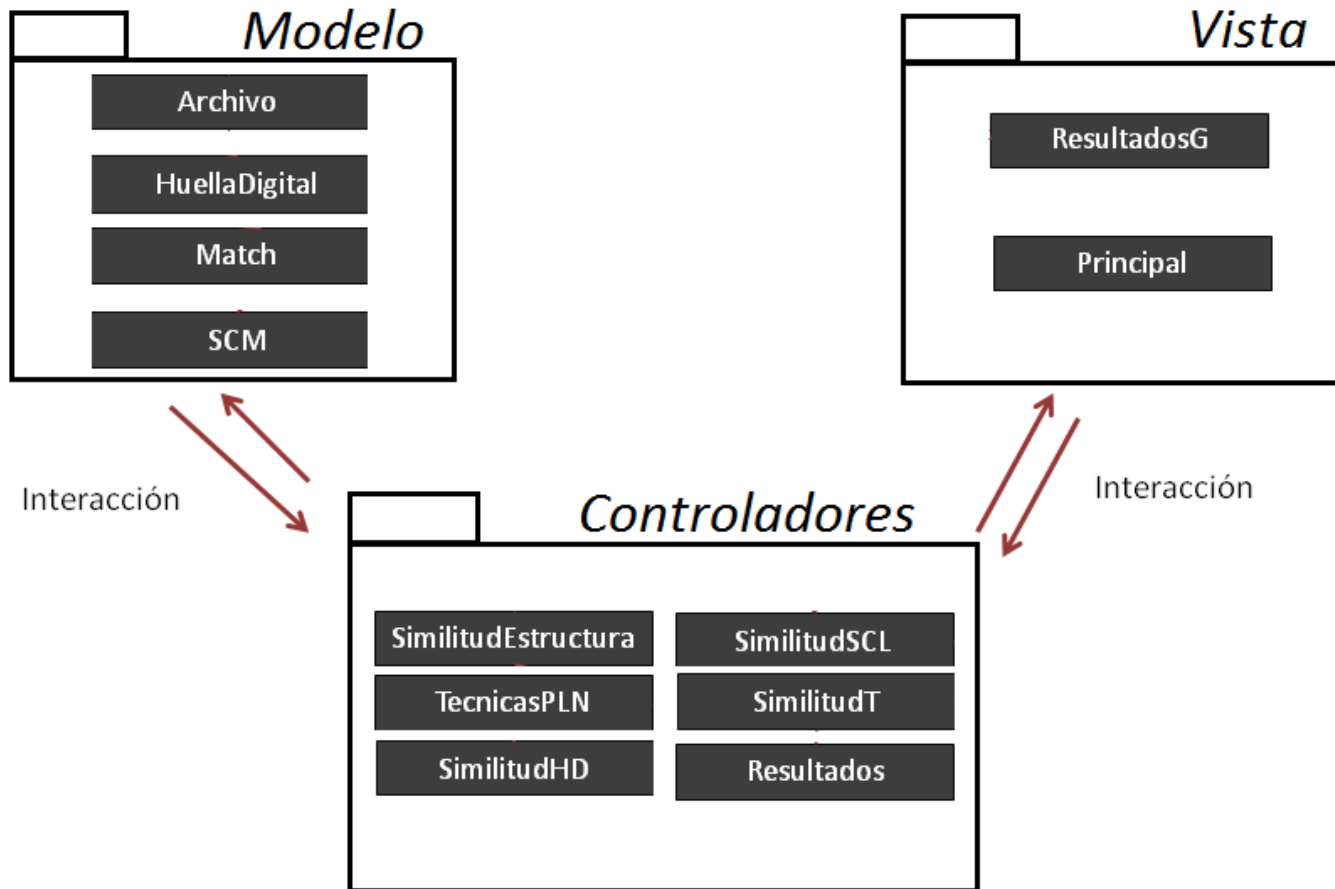 Modelo
Archivo
HuellaDigital
Match
SCM
Vista
ResultadosG
Principal
Interacción
Interacción
Controladores
SimilitudEstructura
SimilitudSCL
TecnicasPLN
SimilitudT
SimilitudHD
Resultados